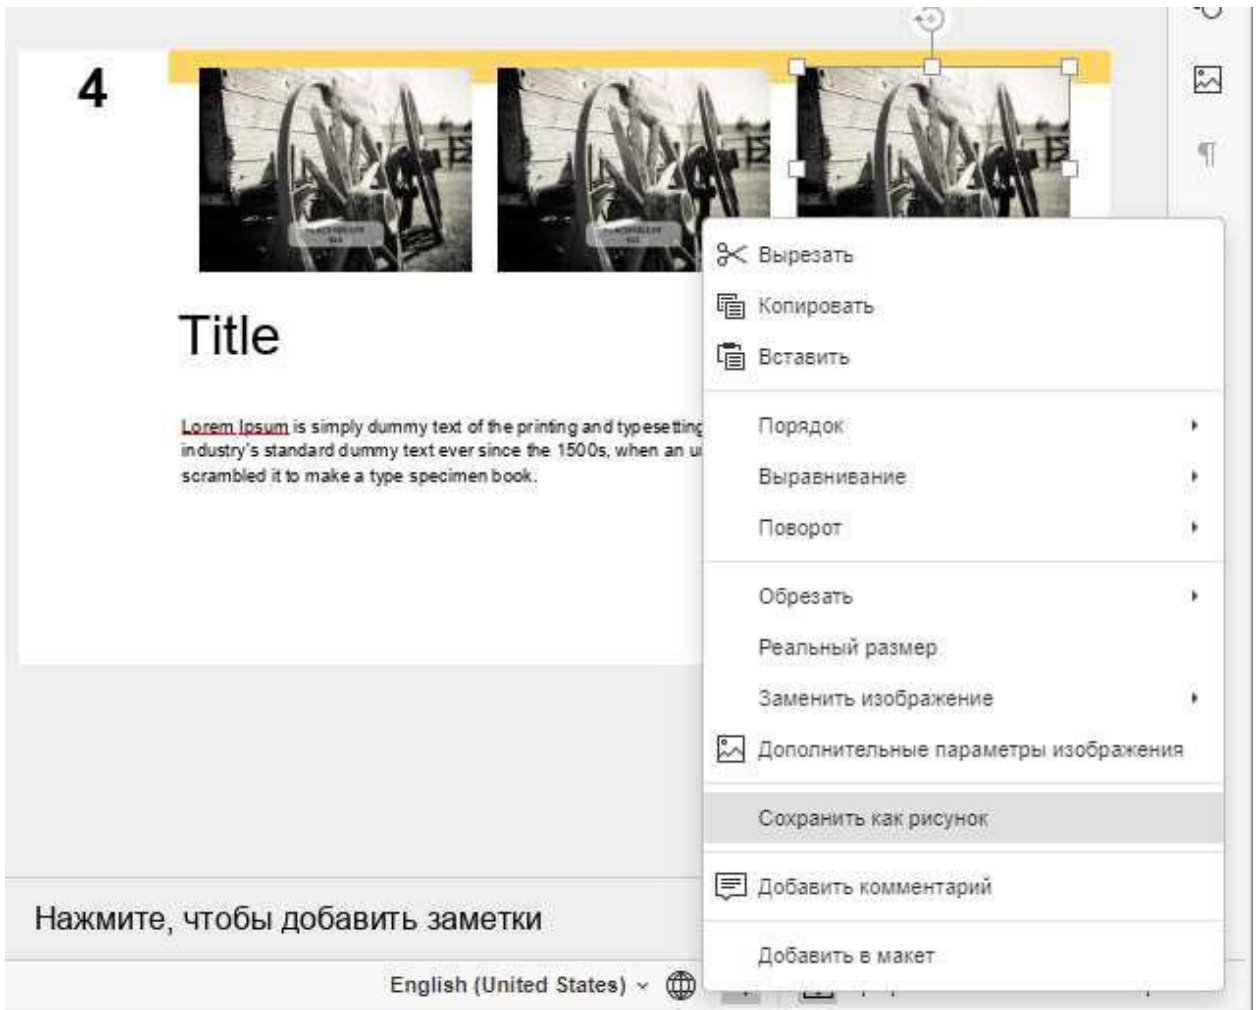 4
Title
Lorem Ipsum is simply dummy text of the printing and typesetting
industry's standard dummy text ever since the 1500s, when an
scrambled it to make a type specimen book.
Вырезать
Копировать
Вставить
Порядок
Выравнивание
Поворот
Обрезать
Реальный размер
Заменить изображение
Дополнительные параметры изображения
Сохранить как рисунок
Добавить комментарий
Добавить в макет
Нажмите, чтобы добавить заметки
English (United States)